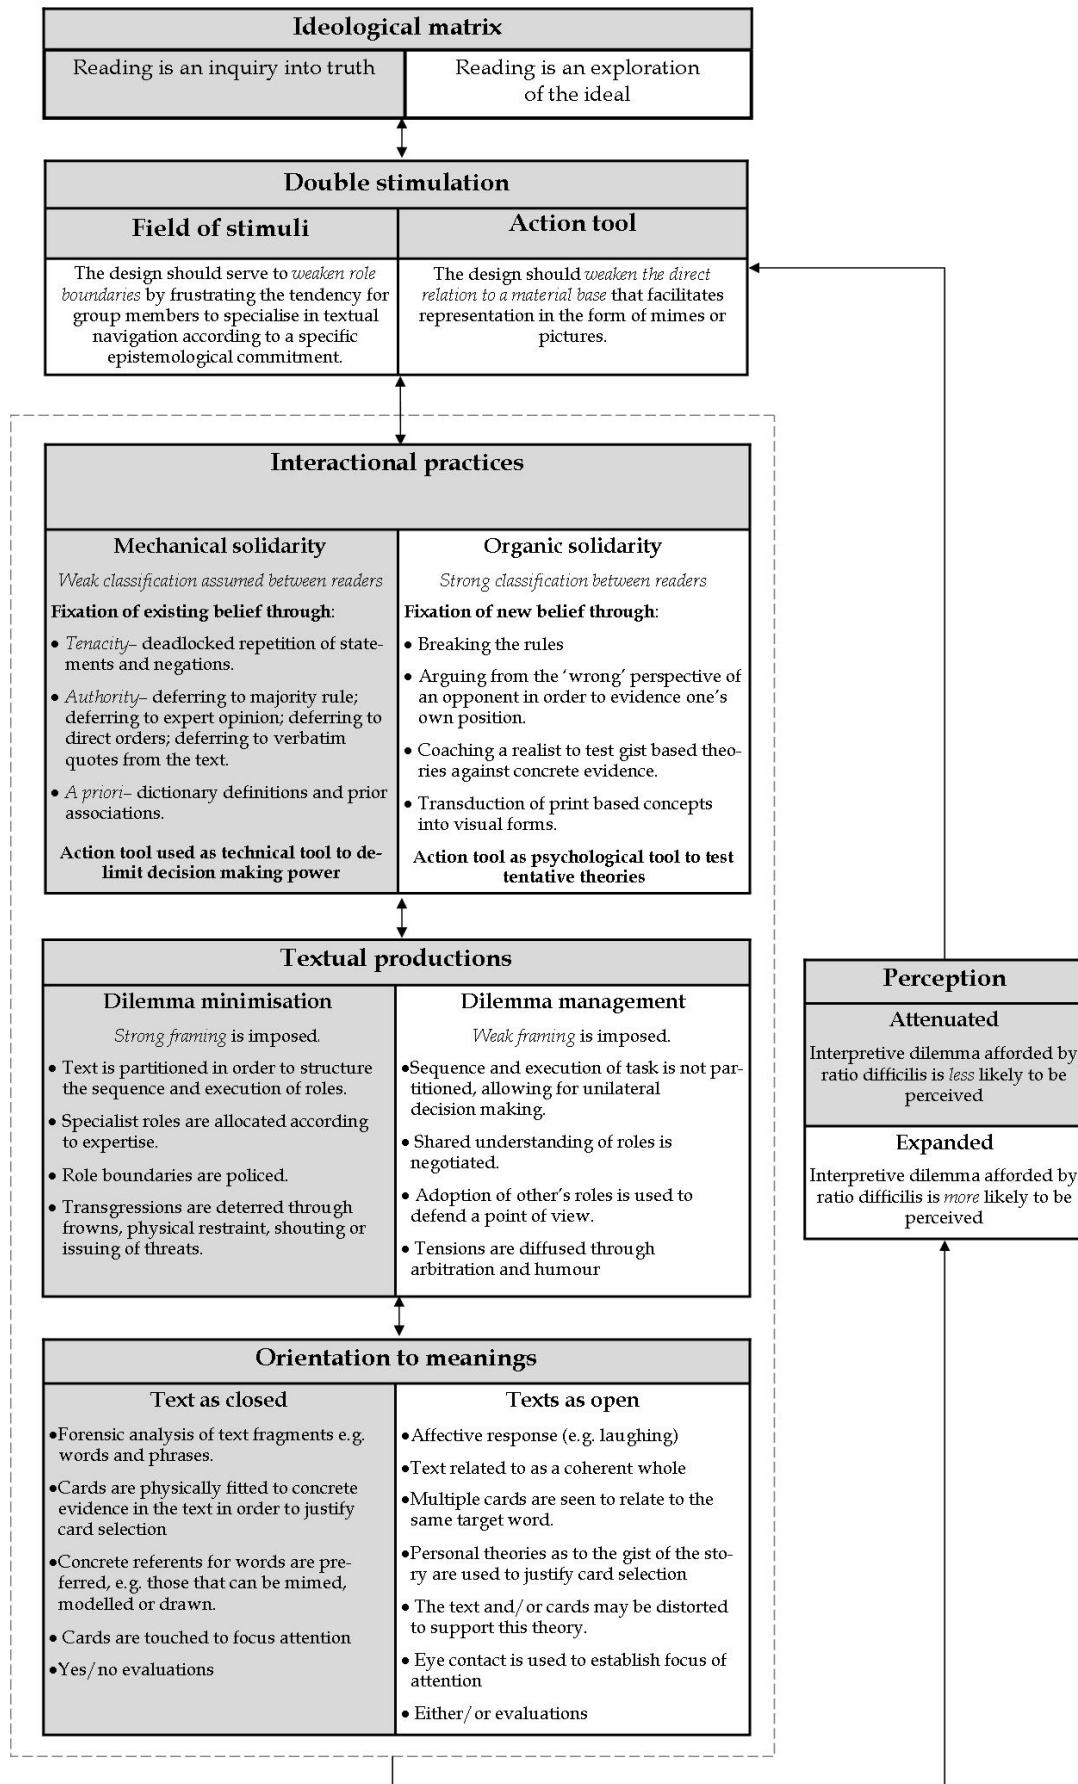 Ideological matrix
Reading is an inquiry into truth
Reading is an exploration
of the ideal
Double stimulation
Field of stimuli
The design should serve to weaken role
boundaries by frustrating the tendency for
group members to specialise in textual
navigation according to a specific
epistemological commitment.
Action tool
The design should weaken the direct
relation to a material base that facilitates
representation in the form of mimes or
pictures.
Interactional practices
Mechanical solidarity
Weak classification assumed between readers
Fixation of existing belief through:
• Tenacity– deadlocked repetition of state-
ments and negations.
• Authority– deferring to majority rule;
deferring to expert opinion; deferring to
direct orders; deferring to verbatim
quotes from the text.
• A priori– dictionary definitions and prior
associations.
Action tool used as technical tool to de-
limit decision making power
Organic solidarity
Strong classification between readers
Fixation of new belief through:
• Breaking the rules
• Arguing from the ‘wrong’ perspective of
an opponent in order to evidence one’s
own position.
• Coaching a realist to test gist based theo-
ries against concrete evidence.
• Transduction of print based concepts
into visual forms.
Action tool as psychological tool to test
tentative theories
Textual productions
Dilemma minimisation
Strong framing is imposed.
• Text is partitioned in order to structure
the sequence and execution of roles.
• Specialist roles are allocated according
to expertise.
• Role boundaries are policed.
• Transgressions are deterred through
frowns, physical restraint, shouting or
issuing of threats.
Dilemma management
Weak framing is imposed.
•Sequence and execution of task is not par-
titioned, allowing for unilateral
decision making.
• Shared understanding of roles is
negotiated.
• Adoption of other’s roles is used to
defend a point of view.
• Tensions are diffused through
arbitration and humour
Orientation to meanings
Text as closed
•Forensic analysis of text fragments e.g.
words and phrases.
•Cards are physically fitted to concrete
evidence in the text in order to justify
card selection
•Concrete referents for words are pre-
ferred, e.g. those that can be mimed,
modelled or drawn.
• Cards are touched to focus attention
•Yes/no evaluations
Texts as open
•Affective response (e.g. laughing)
•Text related to as a coherent whole
•Multiple cards are seen to relate to the
same target word.
•Personal theories as to the gist of the sto-
ry are used to justify card selection
• The text and/or cards may be distorted
to support this theory.
• Eye contact is used to establish focus of
attention
• Either/or evaluations
Perception
Attenuated
Interpretive dilemma afforded by
ratio difficilis is less likely to be
perceived
Expanded
Interpretive dilemma afforded by
ratio difficilis is more likely to be
perceived